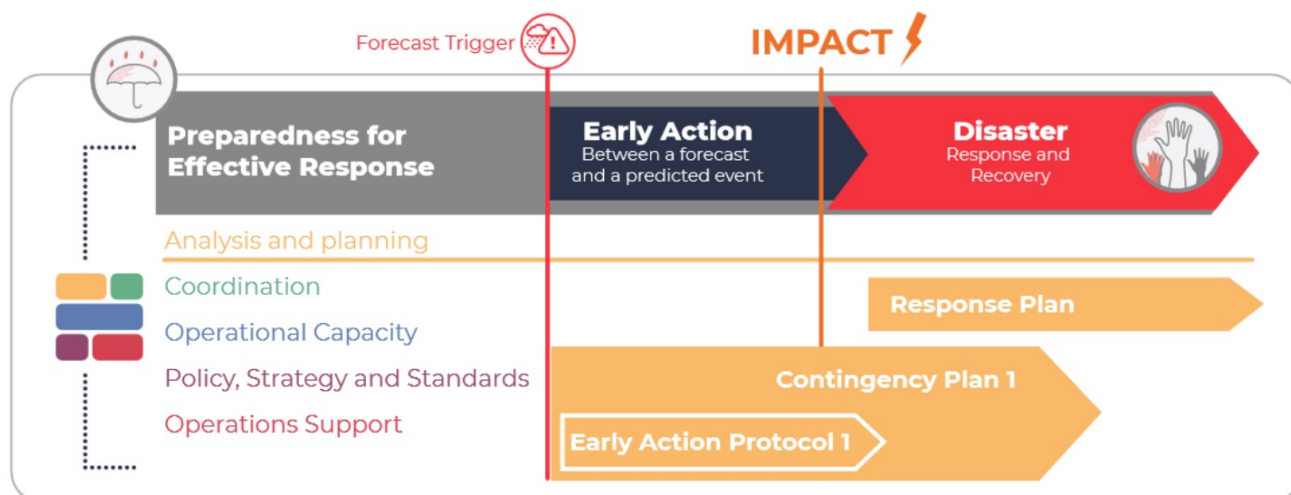 Forecast Trigger
IMPACT
Preparedness for
Effective Response
Early Action
Between a forecast
and a predicted event
Disaster
Response and
Recovery
Analysis and planning
Coordination
Operational Capacity
Policy, Strategy and Standards
Operations Support
Response Plan
Contingency Plan 1
Early Action Protocol 1